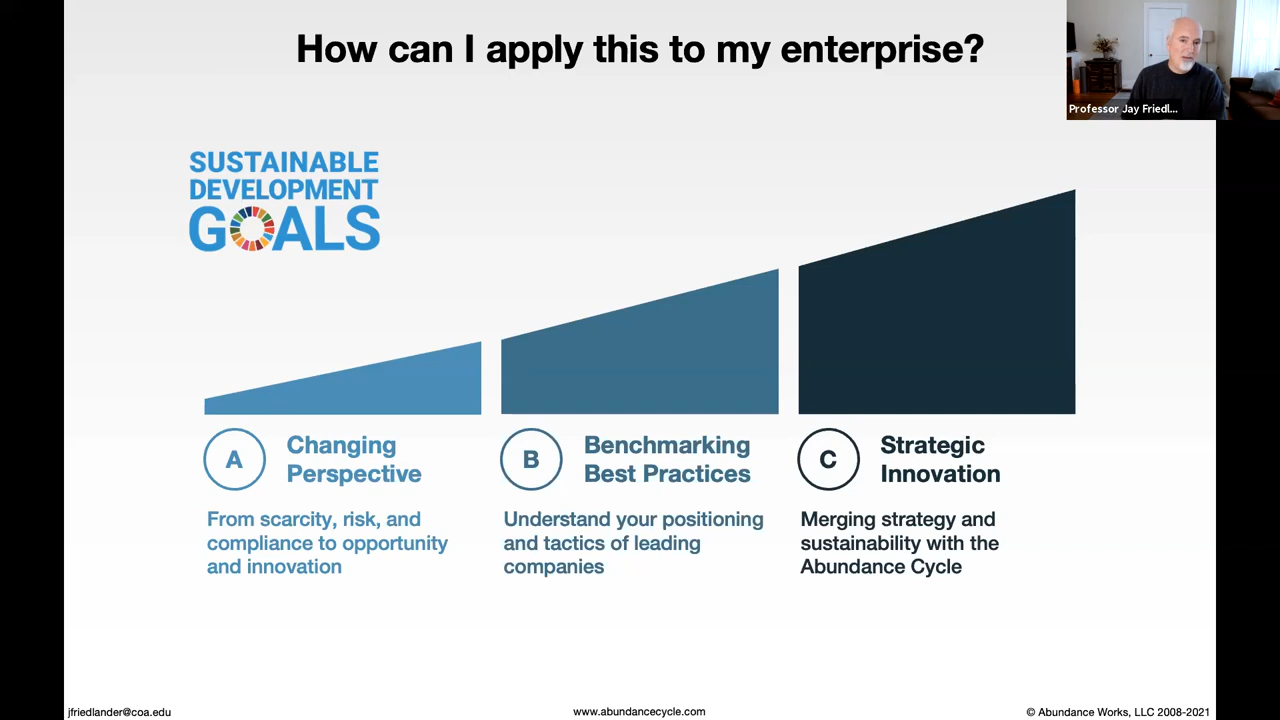 How can I apply this to my enterprise?
Professor Jay Friedl...
SUSTAINABLE
DEVELOPMENT
GOALS
A
Changing
Perspective
From scarcity, risk, and
compliance to opportunity
and innovation
B
Benchmarking
Best Practices
Understand your positioning
and tactics of leading
companies
C
Strategic
Innovation
Merging strategy and
sustainability with the
Abundance Cycle
jfriedlander@coa.edu
www.abundancecycle.com
© Abundance Works, LLC 2008-2021